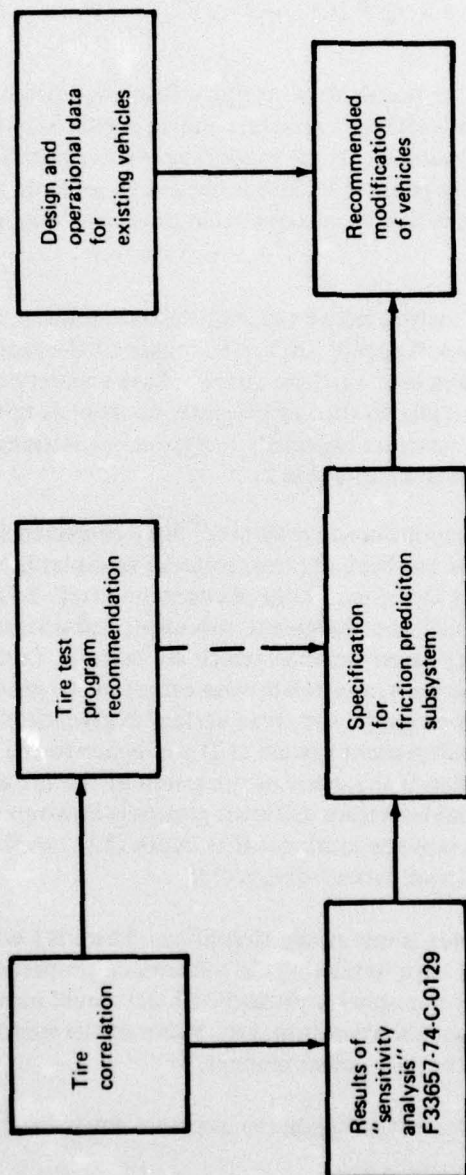 Tire
correlation
Tire test
program
recommendation
Design and
operational data
for
existing vehicles
Results of
"sensitivity
analysis"
F33657-74-C-0129
Specification
for
friction prediciton
subsystem
Recommended
modification
of vehicles